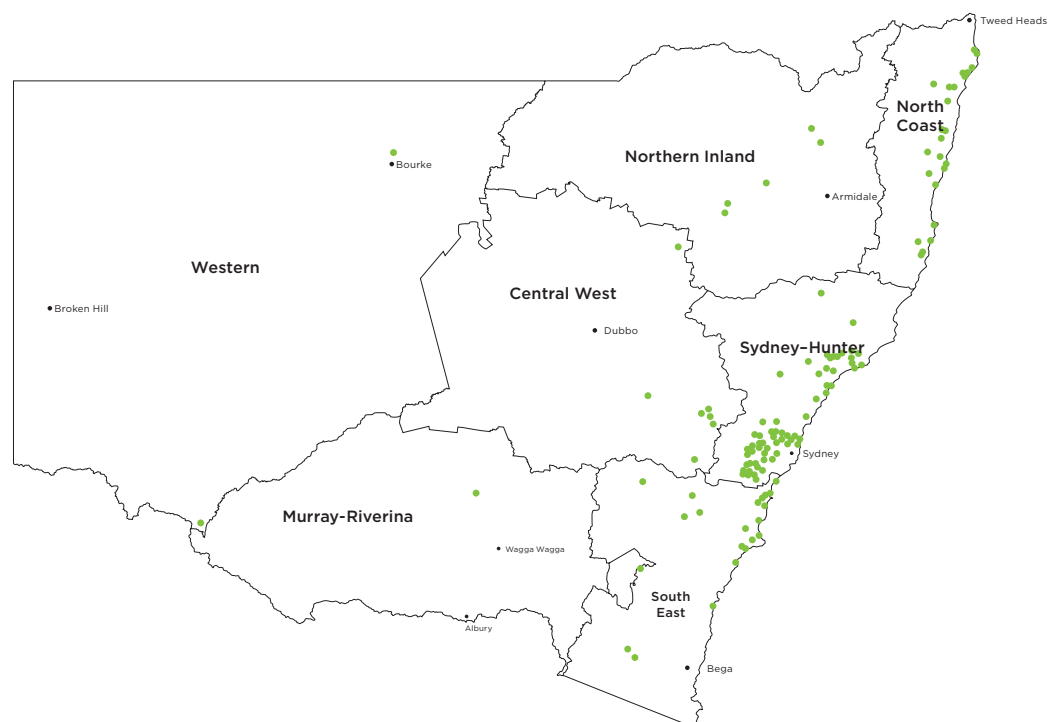 Tweed Heads
North
Coast
Northern Inland
Bourke
Armidale
Western
Central West
Broken Hill
Dubbo
Sydney–Hunter
Sydney
Murray-Riverina
Wagga Wagga
South
East
Albury
Bega